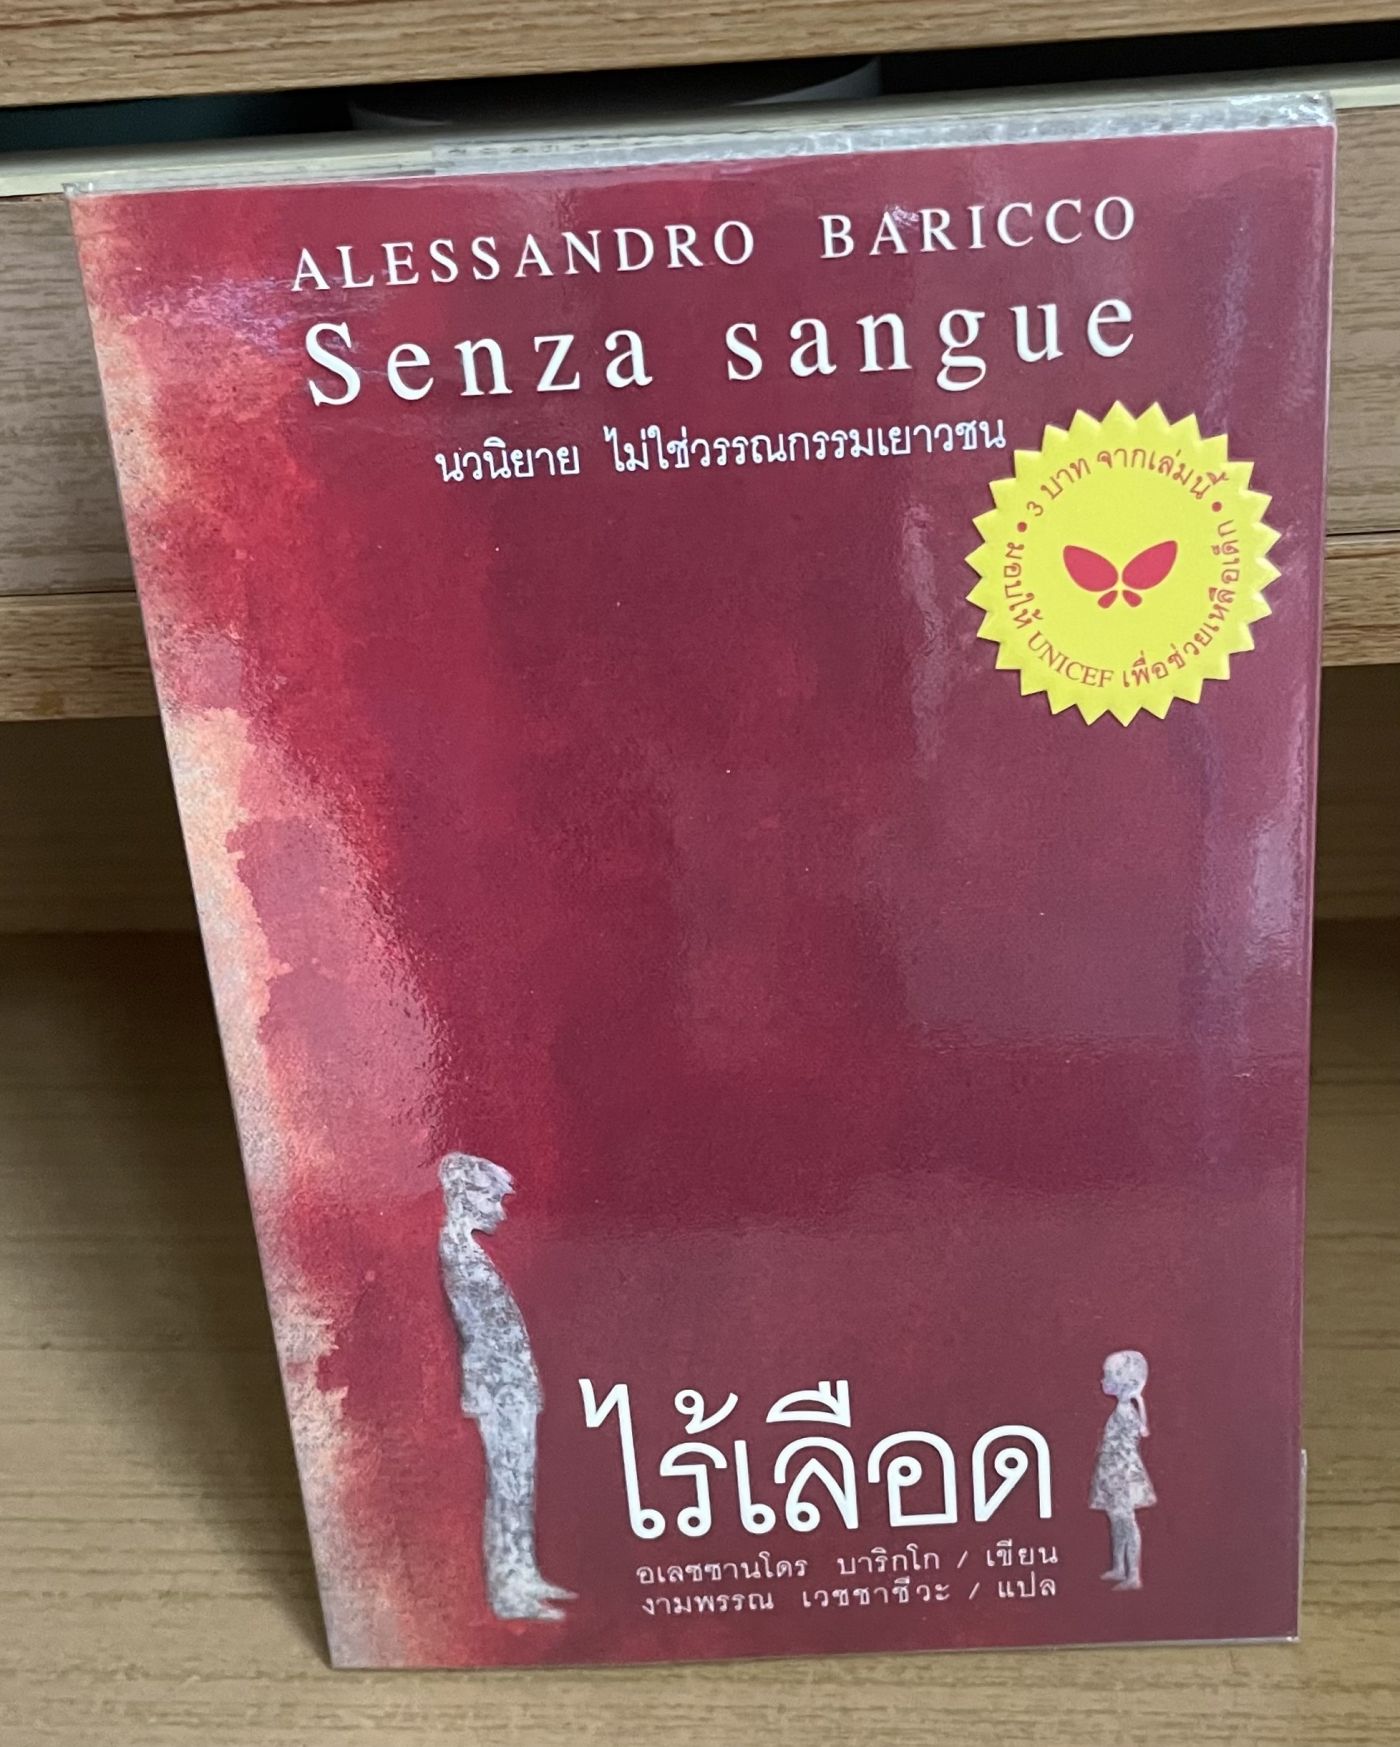 ALESSANDRO BARICCO
Senza sangue
นวนิยาย ไม่ใช่วรรณกรรมเยาวชน
• 3 บาท จากเล่มนี้ • มอบให้ UNICEF เพื่อช่วยเหลือเด็ก
ไร้เลือด
อเลซซานโดร บาริกโก / เขียน
งามพรรณ เวชชาชีวะ / แปล